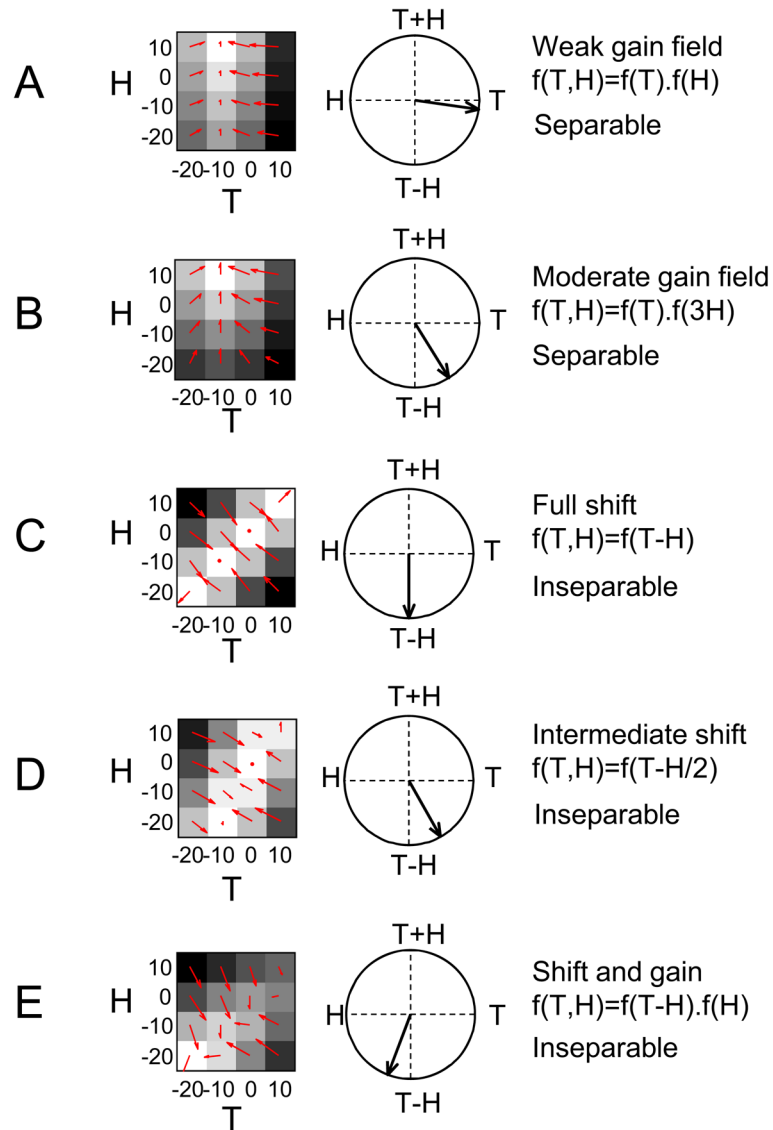 A
H
10
0
-10
-20
-20 -10 0 10
T
T+H
H
T
T-H
Weak gain field
f(T,H)=f(T).f(H)
Separable
B
H
10
0
-10
-20
-20 -10 0 10
T
T+H
H
T
T-H
Moderate gain field
f(T,H)=f(T).f(3H)
Separable
C
H
10
0
-10
-20
-20 -10 0 10
T
T+H
H
T
T-H
Full shift
f(T,H)=f(T-H)
Inseparable
D
H
10
0
-10
-20
-20 -10 0 10
T
T+H
H
T
T-H
Intermediate shift
f(T,H)=f(T-H/2)
Inseparable
E
H
10
0
-10
-20
-20 -10 0 10
T
T+H
H
T
T-H
Shift and gain
f(T,H)=f(T-H).f(H)
Inseparable